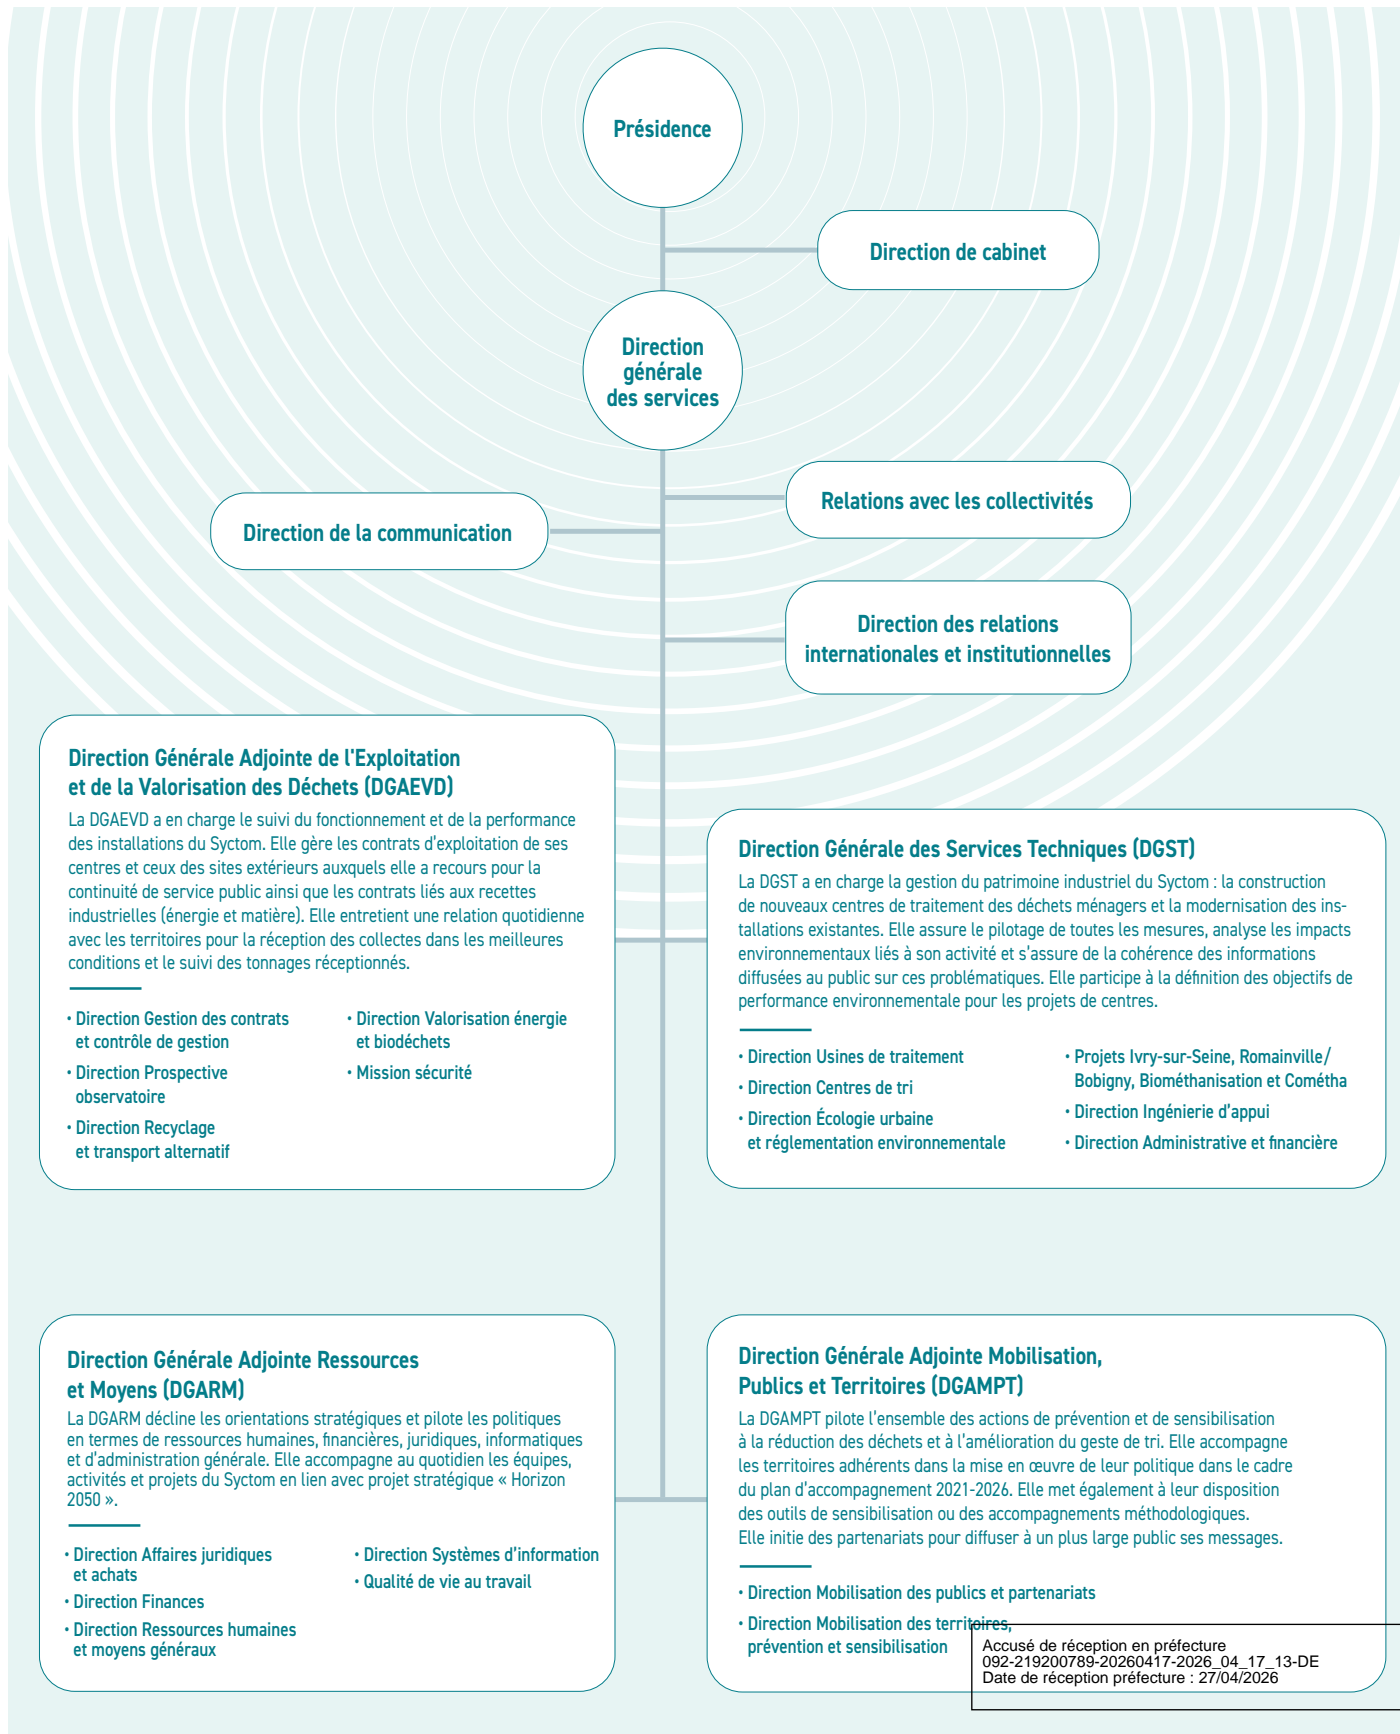 Présidence
Direction de cabinet
Direction
générale
des services
Relations avec les collectivités
Direction de la communication
Direction des relations
internationales et institutionnelles
Direction Générale Adjointe de l'Exploitation
et de la Valorisation des Déchets (DGAEVD)
La DGAEVD a en charge le suivi du fonctionnement et de la performance
des installations du Syctom. Elle gère les contrats d’exploitation de ses
centres et ceux des sites extérieurs auxquels elle a recours pour la
continuité de service public ainsi que les contrats liés aux recettes
industrielles (énergie et matière). Elle entretient une relation quotidienne
avec les territoires pour la réception des collectes dans les meilleures
conditions et le suivi des tonnages réceptionnés.
• Direction Gestion des contrats
et contrôle de gestion
• Direction Prospective
observatoire
• Direction Recyclage
et transport alternatif
• Direction Valorisation énergie
et biodéchets
• Mission sécurité
Direction Générale des Services Techniques (DGST)
La DGST a en charge la gestion du patrimoine industriel du Syctom : la construction
de nouveaux centres de traitement des déchets ménagers et la modernisation des ins-
tallations existantes. Elle assure le pilotage de toutes les mesures, analyse les impacts
environnementaux liés à son activité et s’assure de la cohérence des informations
diffusées au public sur ces problématiques. Elle participe à la définition des objectifs de
performance environnementale pour les projets de centres.
• Direction Usines de traitement
• Direction Centres de tri
• Direction Écologie urbaine
et réglementation environnementale
• Projets Ivry-sur-Seine, Romainville/
Bobigny, Biométhanisation et Cométha
• Direction Ingénierie d’appui
• Direction Administrative et financière
Direction Générale Adjointe Ressources
et Moyens (DGARM)
La DGARM décline les orientations stratégiques et pilote les politiques
en termes de ressources humaines, financières, juridiques, informatiques
et d’administration générale. Elle accompagne au quotidien les équipes,
activités et projets du Syctom en lien avec projet stratégique « Horizon
2050 ».
• Direction Affaires juridiques
et achats
• Direction Finances
• Direction Ressources humaines
et moyens généraux
• Direction Systèmes d’information
• Qualité de vie au travail
Direction Générale Adjointe Mobilisation,
Publics et Territoires (DGAMPT)
La DGAMPT pilote l’ensemble des actions de prévention et de sensibilisation
à la réduction des déchets et à l’amélioration du geste de tri. Elle accompagne
les territoires adhérents dans la mise en œuvre de leur politique dans le cadre
du plan d’accompagnement 2021-2026. Elle met également à leur disposition
des outils de sensibilisation ou des accompagnements méthodologiques.
Elle initie des partenariats pour diffuser à un plus large public ses messages.
• Direction Mobilisation des publics et partenariats
• Direction Mobilisation des territoires,
prévention et sensibilisation
Accusé de réception en préfecture
092-219200789-20260417-2026_04_17_13-DE
Date de réception préfecture : 27/04/2026